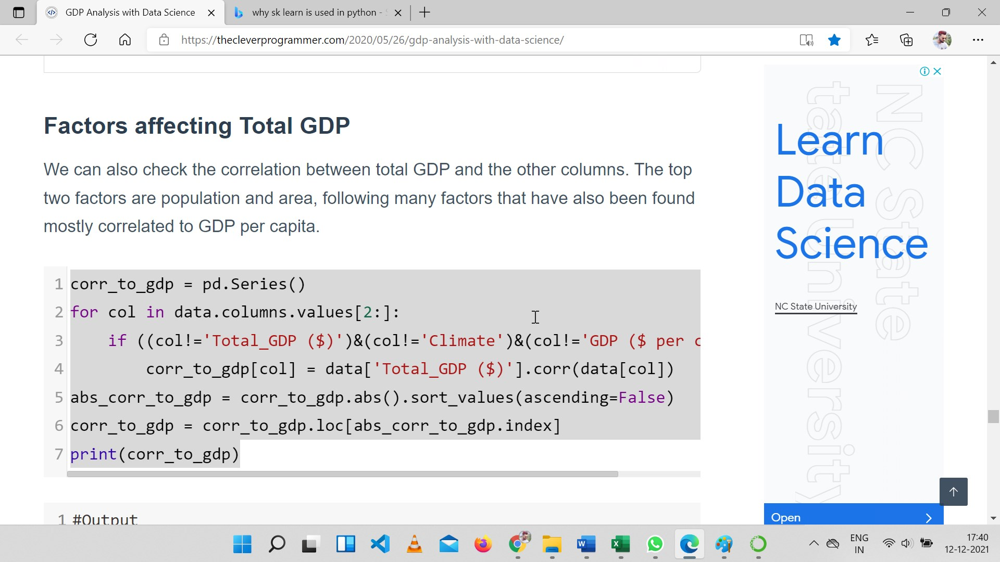 GDP Analysis with Data Science
why sk learn is used in python -
https://thecleverprogrammer.com/2020/05/26/gdp-analysis-with-data-science/
Factors affecting Total GDP
We can also check the correlation between total GDP and the other columns. The top
two factors are population and area, following many factors that have also been found
mostly correlated to GDP per capita.
1 corr_to_gdp = pd.Series()
2 for col in data.columns.values[2:]:
3 if ((col!='Total_GDP ($)')&(col!='Climate')&(col!='GDP ($ per c
4 corr_to_gdp[col] = data['Total_GDP ($)'].corr(data[col])
5 abs_corr_to_gdp = corr_to_gdp.abs().sort_values(ascending=False)
6 corr_to_gdp = corr_to_gdp.loc[abs_corr_to_gdp.index]
7 print(corr_to_gdp)
1 #Output
NC State University
Learn
Data
Science
NC State University
Open
ENG
IN
17:40
12-12-2021